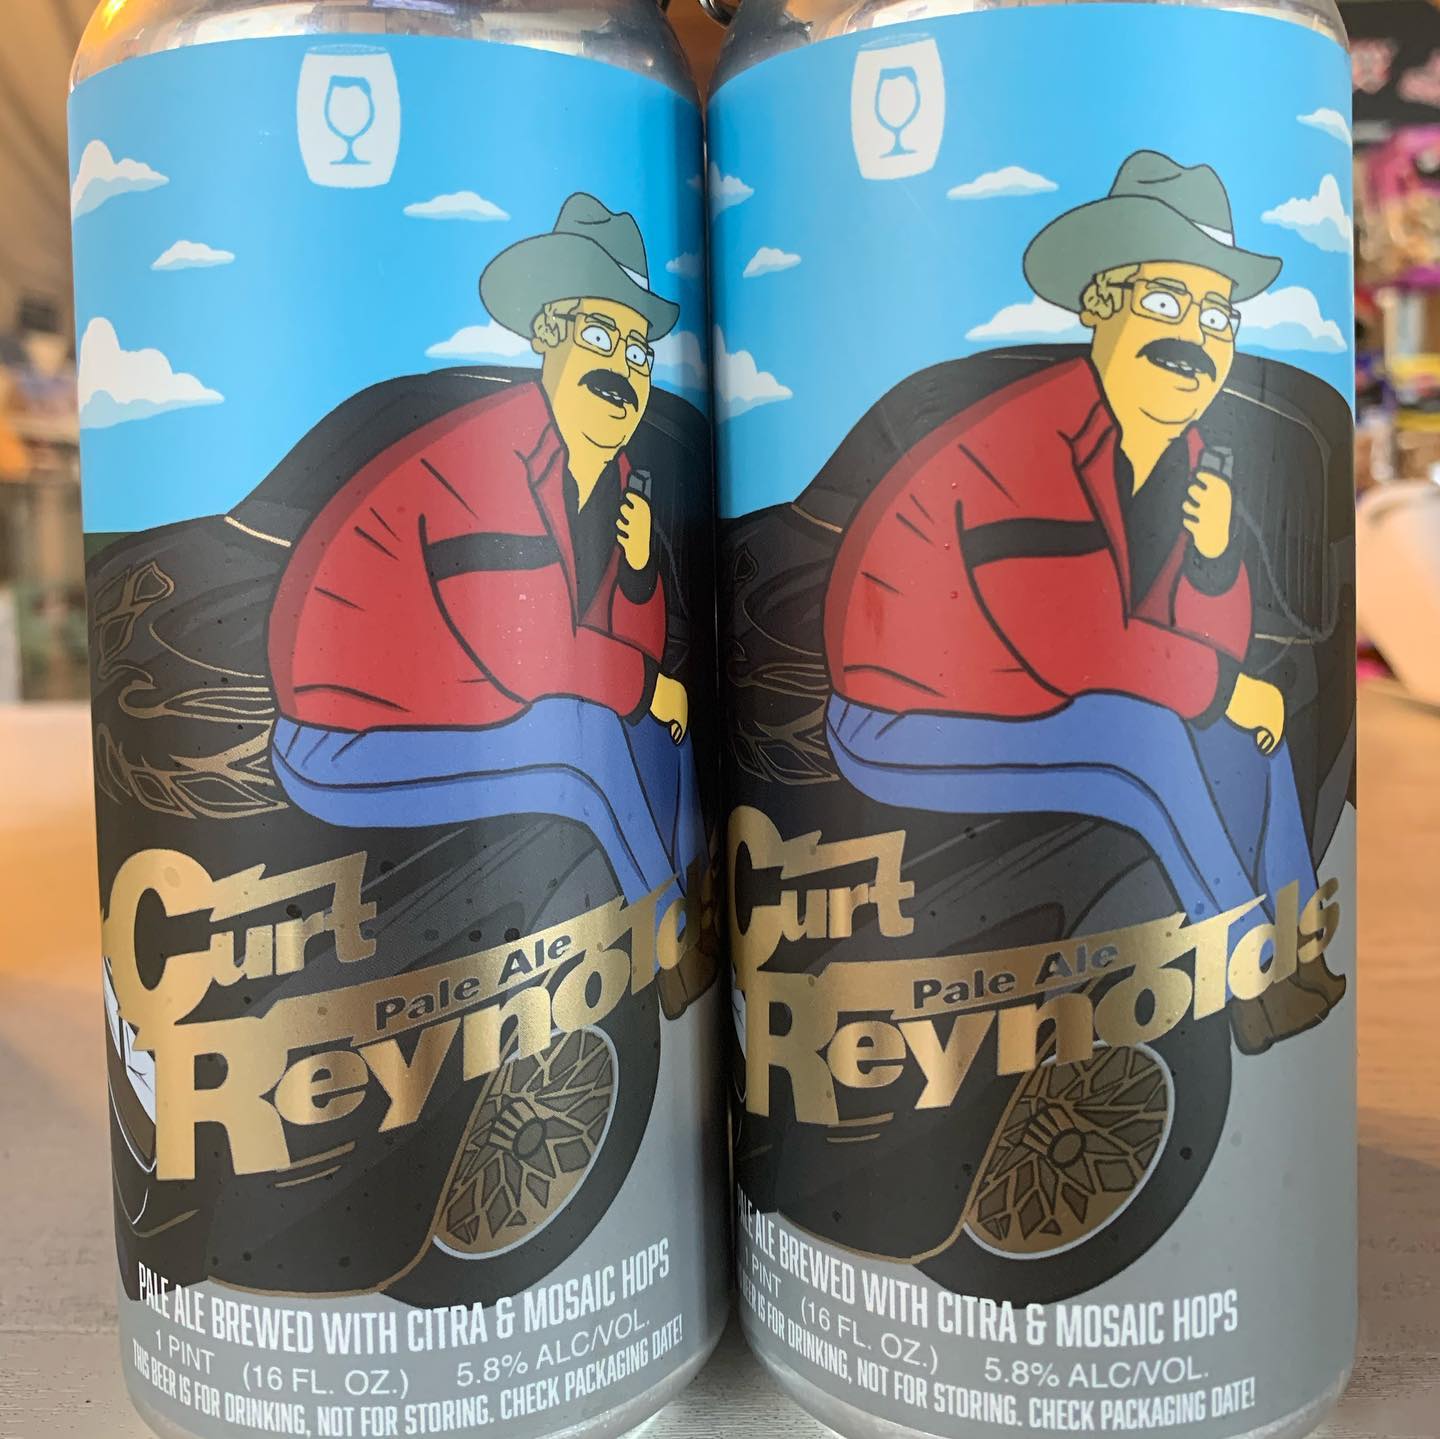 Curt
Pale Ale
Reynolds
PALE ALE BREWED WITH CITRA & MOSAIC HOPS
1 PINT (16 FL. OZ.) 5.8% ALC/VOL.
THIS BEER IS FOR DRINKING, NOT FOR STORING. CHECK PACKAGING DATE!
Curt
Pale Ale
Reynolds
PALE ALE BREWED WITH CITRA & MOSAIC HOPS
1 PINT (16 FL. OZ.) 5.8% ALC/VOL.
BEER IS FOR DRINKING, NOT FOR STORING. CHECK PACKAGING DATE!